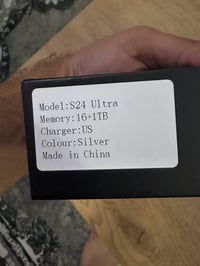 Model:S24 Ultra
Memory:16+1TB
Charger:US
Colour:Silver
Made in China